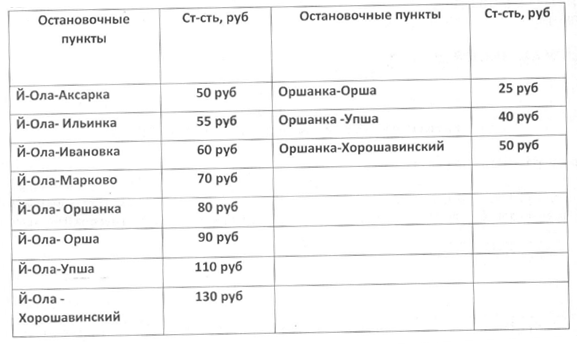 Остановочные пункты Ст-сть, руб Остановочные пункты Ст-сть, руб
Й-Ола-Аксарка 50 руб Оршанка-Орша 25 руб
Й-Ола- Ильинка 55 руб Оршанка -Упша 40 руб
Й-Ола-Ивановка 60 руб Оршанка-Хорошавинский 50 руб
Й-Ола-Марково 70 руб
Й-Ола- Оршанка 80 руб
Й-Ола- Орша 90 руб
Й-Ола-Упша 110 руб
Й-Ола - Хорошавинский 130 руб